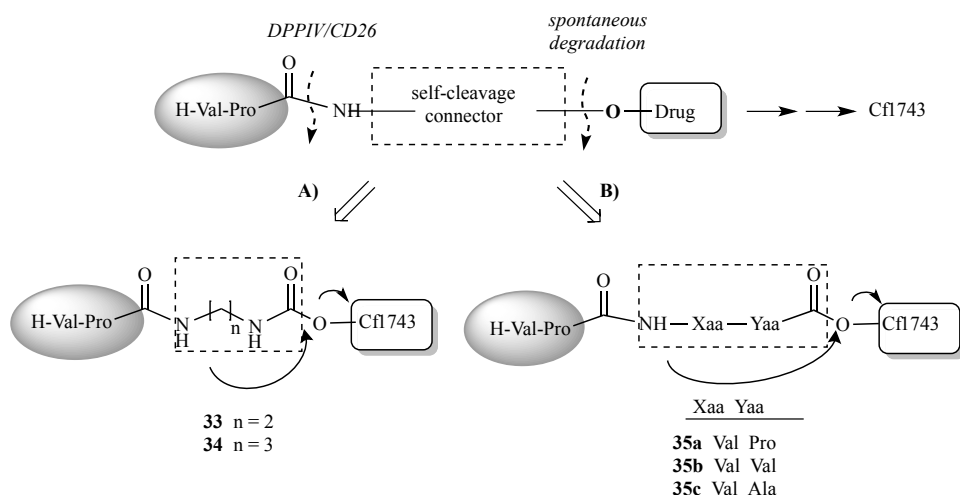 DPPIV/CD26
spontaneous
degradation
O
H-Val-Pro
NH
self-cleavage
connector
O
Drug
Cf1743
A)
B)
O
O
H-Val-Pro
N
H
n
N
H
O
Cf1743
O
O
H-Val-Pro
NH
Xaa
Yaa
O
Cf1743
33 n = 2
34 n = 3
Xaa Yaa
35a Val Pro
35b Val Val
35c Val Ala